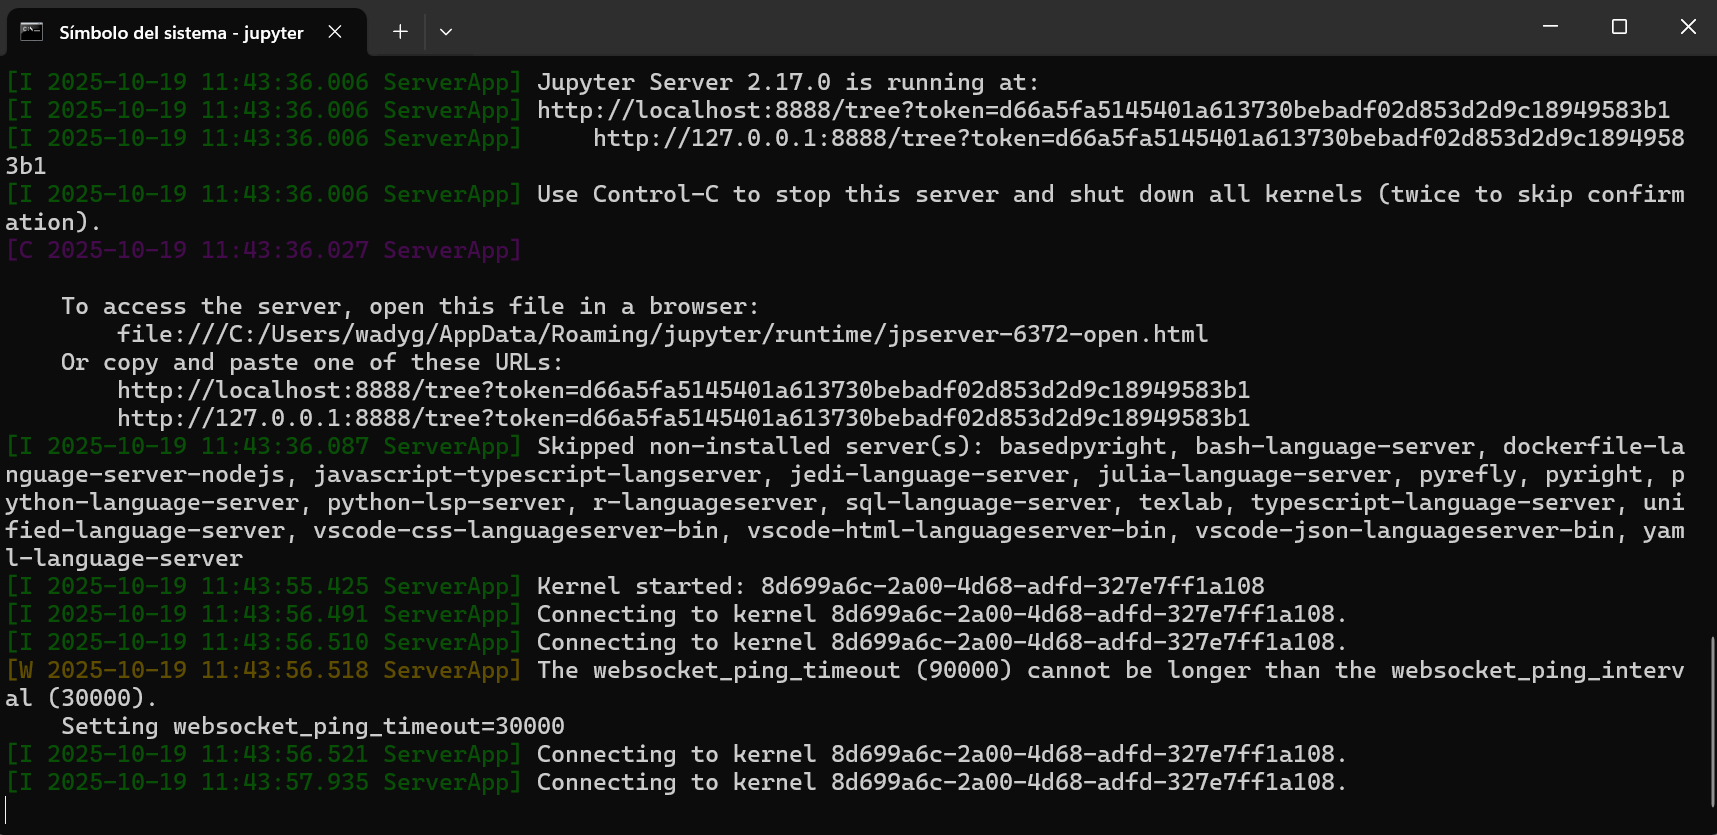 Símbolo del sistema - jupyter
[I 2025-10-19 11:43:36.006 ServerApp] Jupyter Server 2.17.0 is running at:
[I 2025-10-19 11:43:36.006 ServerApp] http://localhost:8888/tree?token=d66a5fa5145401a613730bebadf02d853d2d9c18949583b1
[I 2025-10-19 11:43:36.006 ServerApp]     http://127.0.0.1:8888/tree?token=d66a5fa5145401a613730bebadf02d853d2d9c1894958
3b1
[I 2025-10-19 11:43:36.006 ServerApp] Use Control-C to stop this server and shut down all kernels (twice to skip confirm
ation).
[C 2025-10-19 11:43:36.027 ServerApp]
    To access the server, open this file in a browser:
        file:///C:/Users/wadyg/AppData/Roaming/jupyter/runtime/jpserver-6372-open.html
    Or copy and paste one of these URLs:
        http://localhost:8888/tree?token=d66a5fa5145401a613730bebadf02d853d2d9c18949583b1
        http://127.0.0.1:8888/tree?token=d66a5fa5145401a613730bebadf02d853d2d9c18949583b1
[I 2025-10-19 11:43:36.087 ServerApp] Skipped non-installed server(s): basedpyright, bash-language-server, dockerfile-la
nguage-server-nodejs, javascript-typescript-langserver, jedi-language-server, julia-language-server, pyrefly, pyright, p
ython-language-server, python-lsp-server, r-languageserver, sql-language-server, texlab, typescript-language-server, uni
fied-language-server, vscode-css-languageserver-bin, vscode-html-languageserver-bin, vscode-json-languageserver-bin, yam
l-language-server
[I 2025-10-19 11:43:55.425 ServerApp] Kernel started: 8d699a6c-2a00-4d68-adfd-327e7ff1a108
[I 2025-10-19 11:43:56.491 ServerApp] Connecting to kernel 8d699a6c-2a00-4d68-adfd-327e7ff1a108.
[I 2025-10-19 11:43:56.510 ServerApp] Connecting to kernel 8d699a6c-2a00-4d68-adfd-327e7ff1a108.
[W 2025-10-19 11:43:56.518 ServerApp] The websocket_ping_timeout (90000) cannot be longer than the websocket_ping_interv
al (30000).
    Setting websocket_ping_timeout=30000
[I 2025-10-19 11:43:56.521 ServerApp] Connecting to kernel 8d699a6c-2a00-4d68-adfd-327e7ff1a108.
[I 2025-10-19 11:43:57.935 ServerApp] Connecting to kernel 8d699a6c-2a00-4d68-adfd-327e7ff1a108.